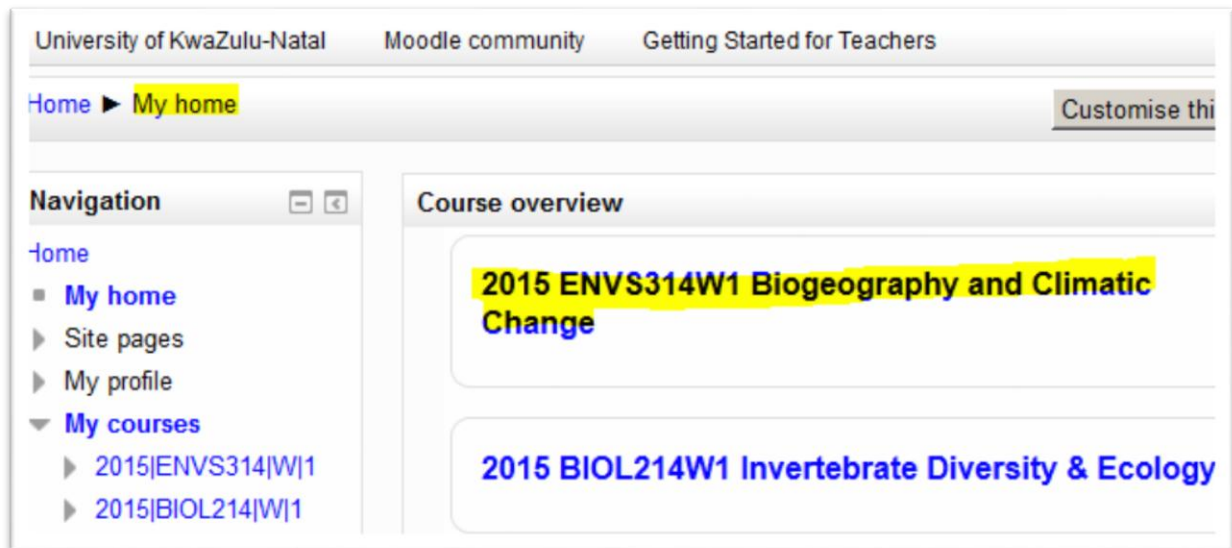 University of KwaZulu-Natal Moodle community Getting Started for Teachers
Home ► My home
Customise thi
Navigation
Home
My home
Site pages
My profile
My courses
2015|ENVS314|W|1
2015|BIOL214|W|1
Course overview
2015 ENVS314W1 Biogeography and Climatic
Change
2015 BIOL214W1 Invertebrate Diversity & Ecology